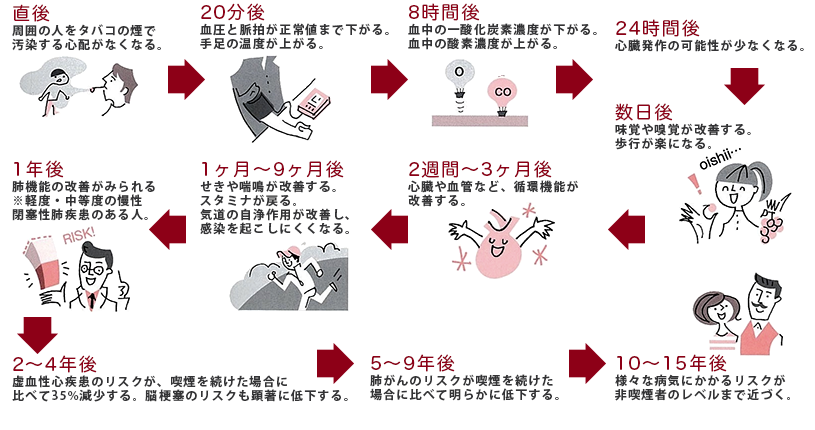 直後
周囲の人をタバコの煙で
汚染する心配がなくなる。
20分後
血圧と脈拍が正常値まで下がる。
手足の温度が上がる。
8時間後
血中の一酸化炭素濃度が下がる。
血中の酸素濃度が上がる。
O
CO
24時間後
心臓発作の可能性が少なくなる。
数日後
味覚や嗅覚が改善する。
歩行が楽になる。
oishii…
!
2週間〜3ヶ月後
心臓や血管など、循環機能が
改善する。
1ヶ月〜9ヶ月後
せきや喘鳴が改善する。
スタミナが戻る。
気道の自浄作用が改善し、
感染を起こしにくくなる。
1年後
肺機能の改善がみられる
※軽度・中等度の慢性
閉塞性肺疾患のある人。
RISK!
2〜4年後
虚血性心疾患のリスクが、喫煙を続けた場合に
比べて35%減少する。脳梗塞のリスクも顕著に低下する。
5〜9年後
肺がんのリスクが喫煙を続けた
場合に比べて明らかに低下する。
10〜15年後
様々な病気にかかるリスクが
非喫煙者のレベルまで近づく。